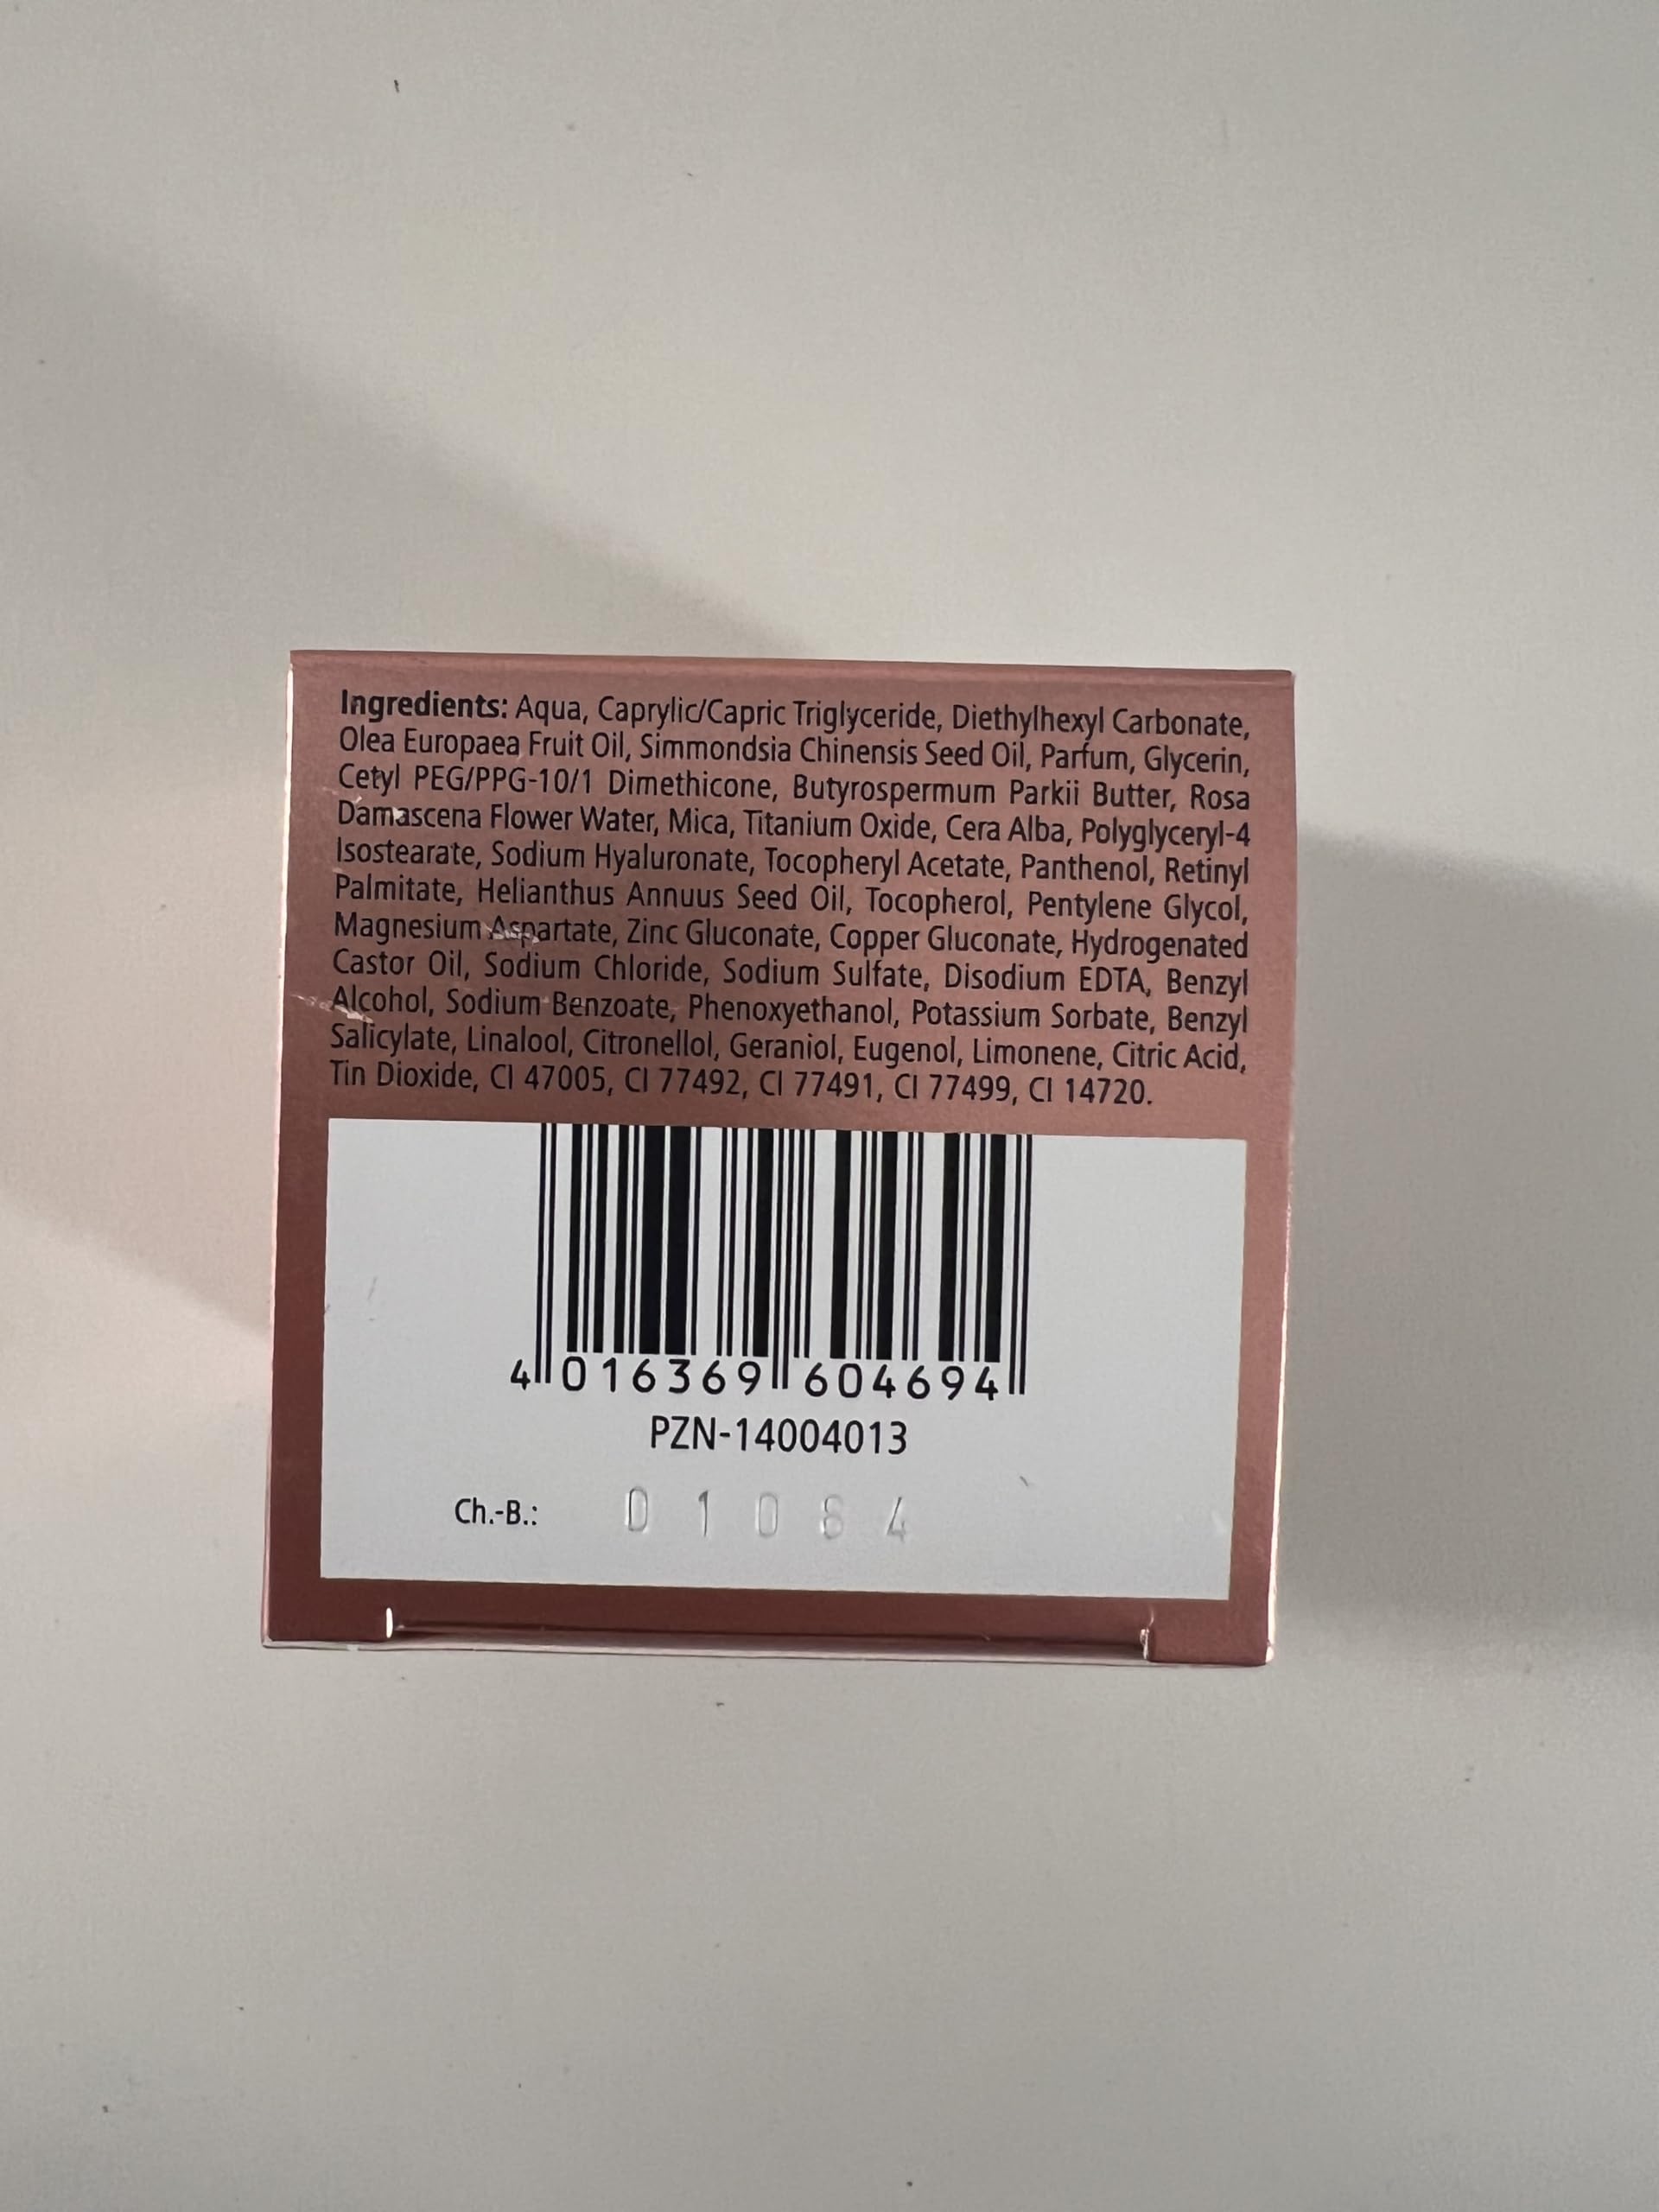 Ingredients: Aqua, Caprylic/Capric Triglyceride, Diethylhexyl Carbonate,
Olea Europaea Fruit Oil, Simmondsia Chinensis Seed Oil, Parfum, Glycerin,
Cetyl PEG/PPG-10/1 Dimethicone, Butyrospermum Parkii Butter, Rosa
Damascena Flower Water, Mica, Titanium Oxide, Cera Alba, Polyglyceryl-4
Isostearate, Sodium Hyaluronate, Tocopheryl Acetate, Panthenol, Retinyl
Palmitate, Helianthus Annuus Seed Oil, Tocopherol, Pentylene Glycol,
Magnesium Aspartate, Zinc Gluconate, Copper Gluconate, Hydrogenated
Castor Oil, Sodium Chloride, Sodium Sulfate, Disodium EDTA, Benzyl
Alcohol, Sodium Benzoate, Phenoxyethanol, Potassium Sorbate, Benzyl
Salicylate, Linalool, Citronellol, Geraniol, Eugenol, Limonene, Citric Acid,
Tin Dioxide, CI 47005, CI 77492, CI 77491, CI 77499, CI 14720.
4 016369 604694
PZN-14004013
Ch.-B.: